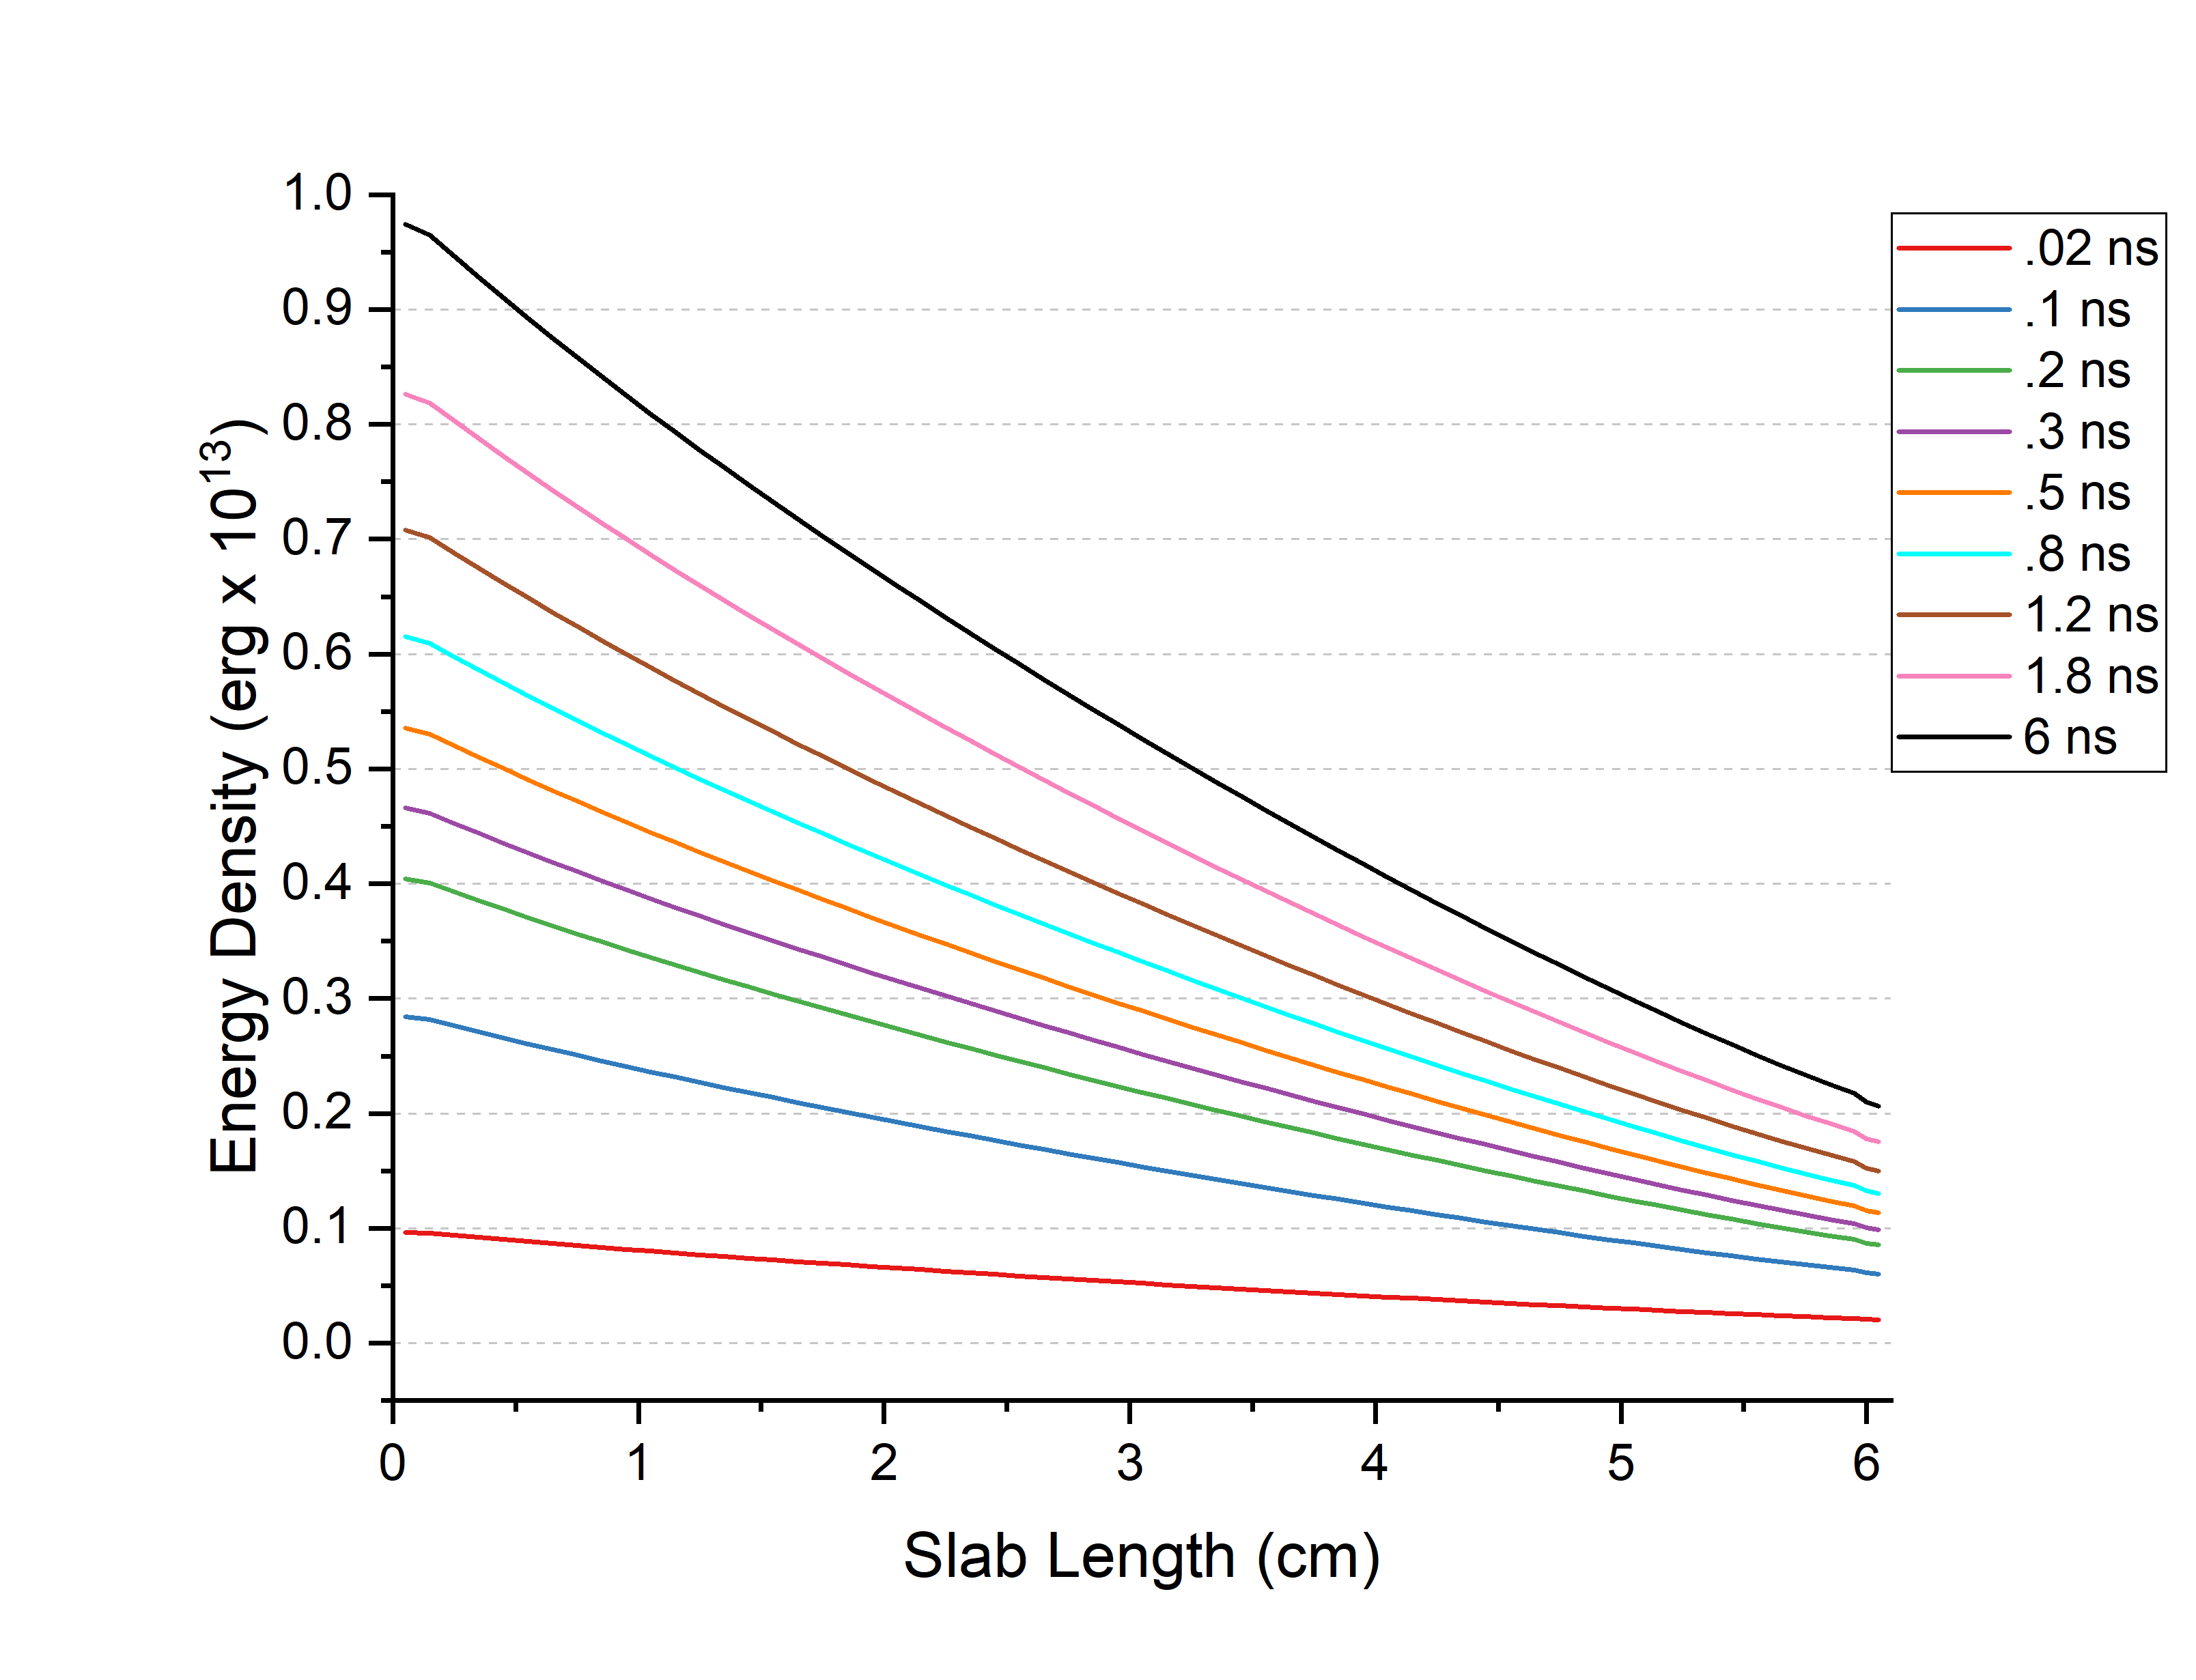 1.0
0.9
0.8
0.7
0.6
0.5
0.4
0.3
0.2
0.1
0.0
Energy Density (erg x 10¹³)
0 1 2 3 4 5 6
Slab Length (cm)
.02 ns
.1 ns
.2 ns
.3 ns
.5 ns
.8 ns
1.2 ns
1.8 ns
6 ns